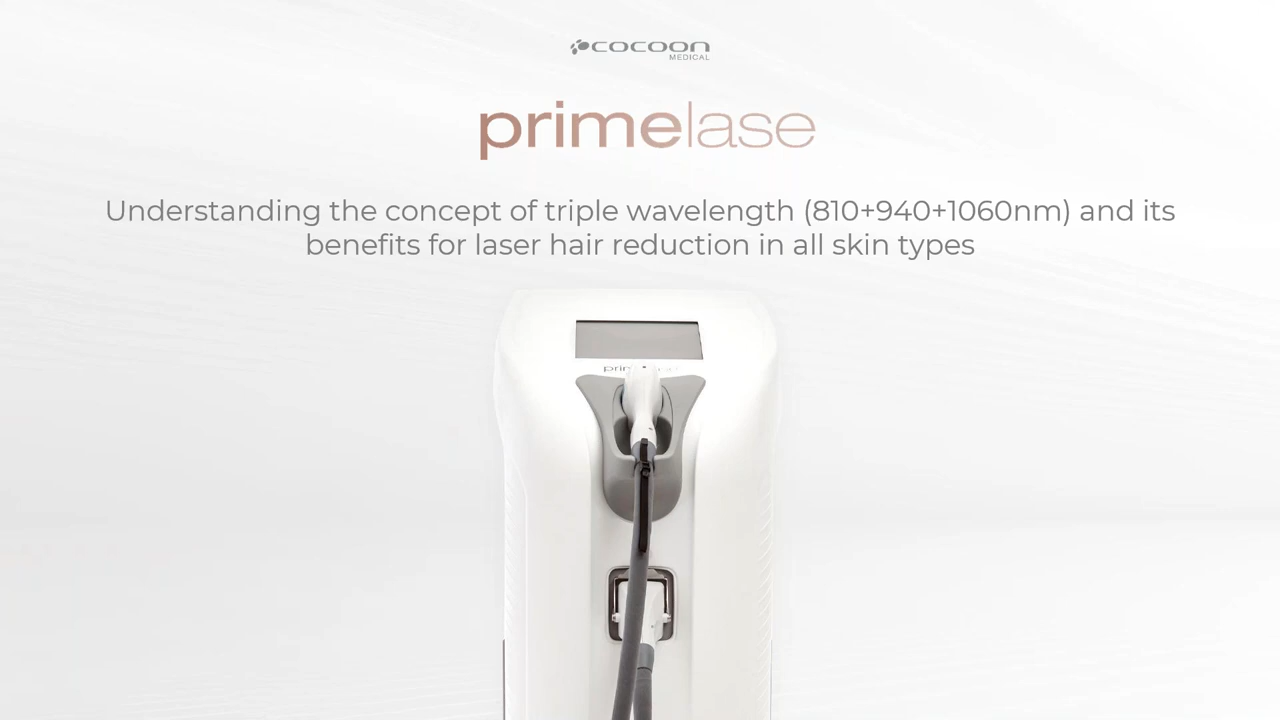 cocoon
MEDICAL
primelase
Understanding the concept of triple wavelength (810+940+1060nm) and its
benefits for laser hair reduction in all skin types